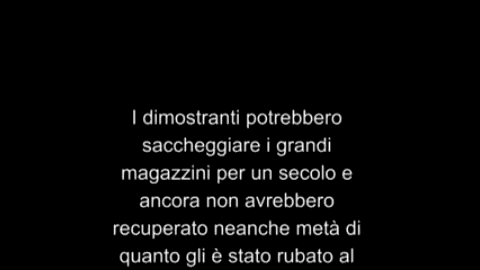 I dimostranti potrebbero
saccheggiare i grandi
magazzini per un secolo e
ancora non avrebbero
recuperato neanche metà di
quanto gli è stato rubato al